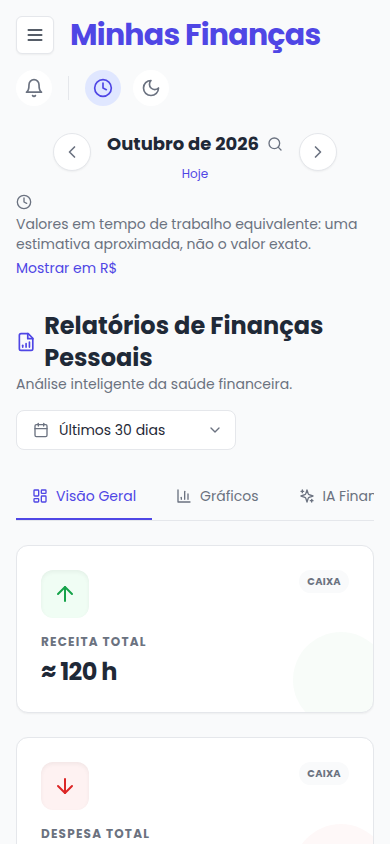 Minhas Finanças
Outubro de 2026
Hoje
Valores em tempo de trabalho equivalente: uma
estimativa aproximada, não o valor exato.
Mostrar em R$
Relatórios de Finanças
Pessoais
Análise inteligente da saúde financeira.
Últimos 30 dias
Visão Geral
Gráficos
IA Finan
CAIXA
RECEITA TOTAL
≈ 120 h
CAIXA
DESPESA TOTAL